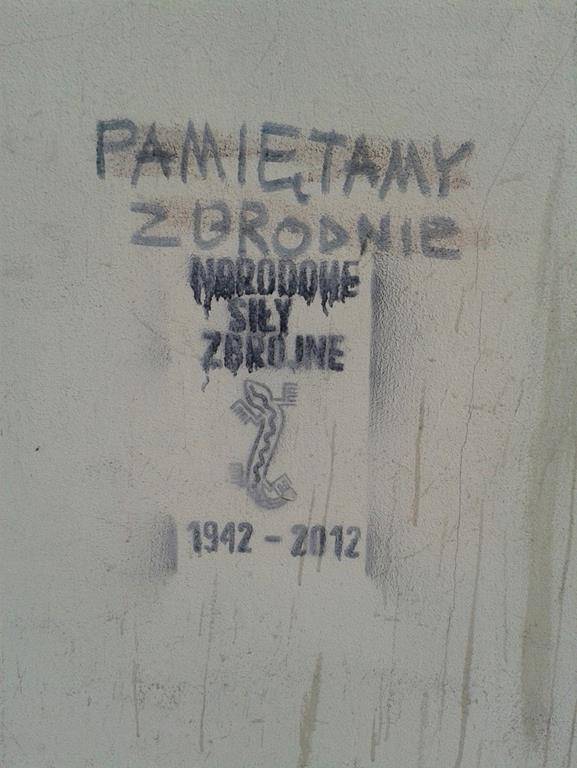 PAMIĘTAMY
ZBRODNIE
NARODOWE
SIŁY
ZBROJNE
1942 - 2012